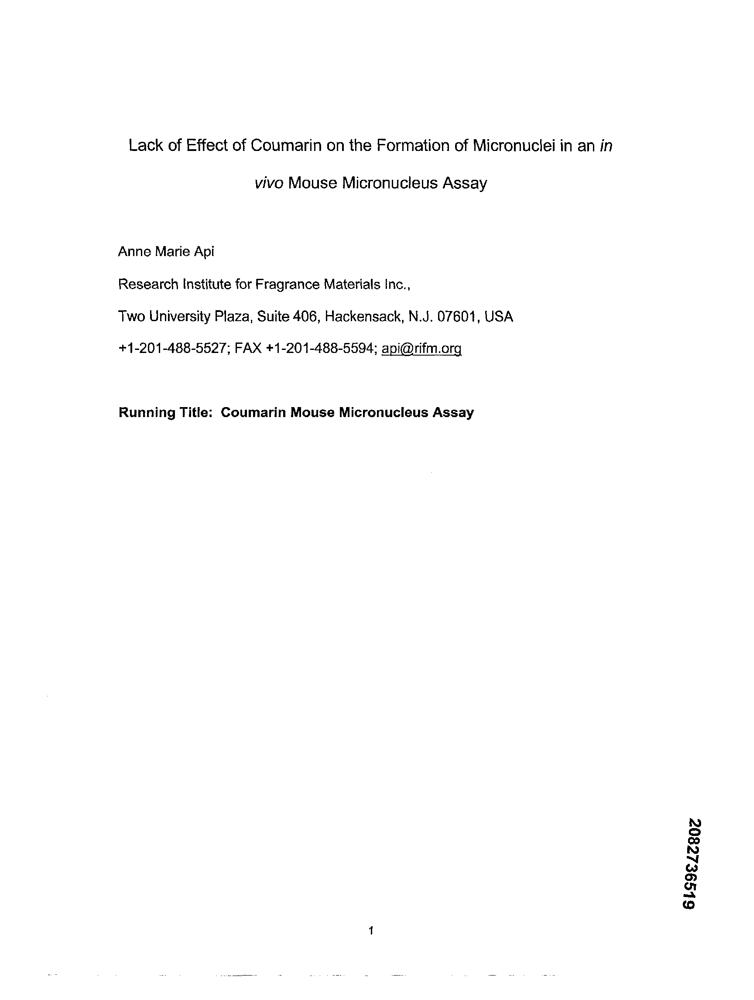 Lack of Effect of Coumarin on the Formation of Micronuclei in an in
vivo Mouse Micronucleus Assay
Anne Marie Api
Research Institute for Fragrance Materials Inc.,
Two University Plaza, Suite 406, Hackensack, N.J. 07601, USA
+1-201-488-5527; FAX +1-201-488-5594; api@rifm.org
Running Title: Coumarin Mouse Micronucleus Assay
2082736519
1